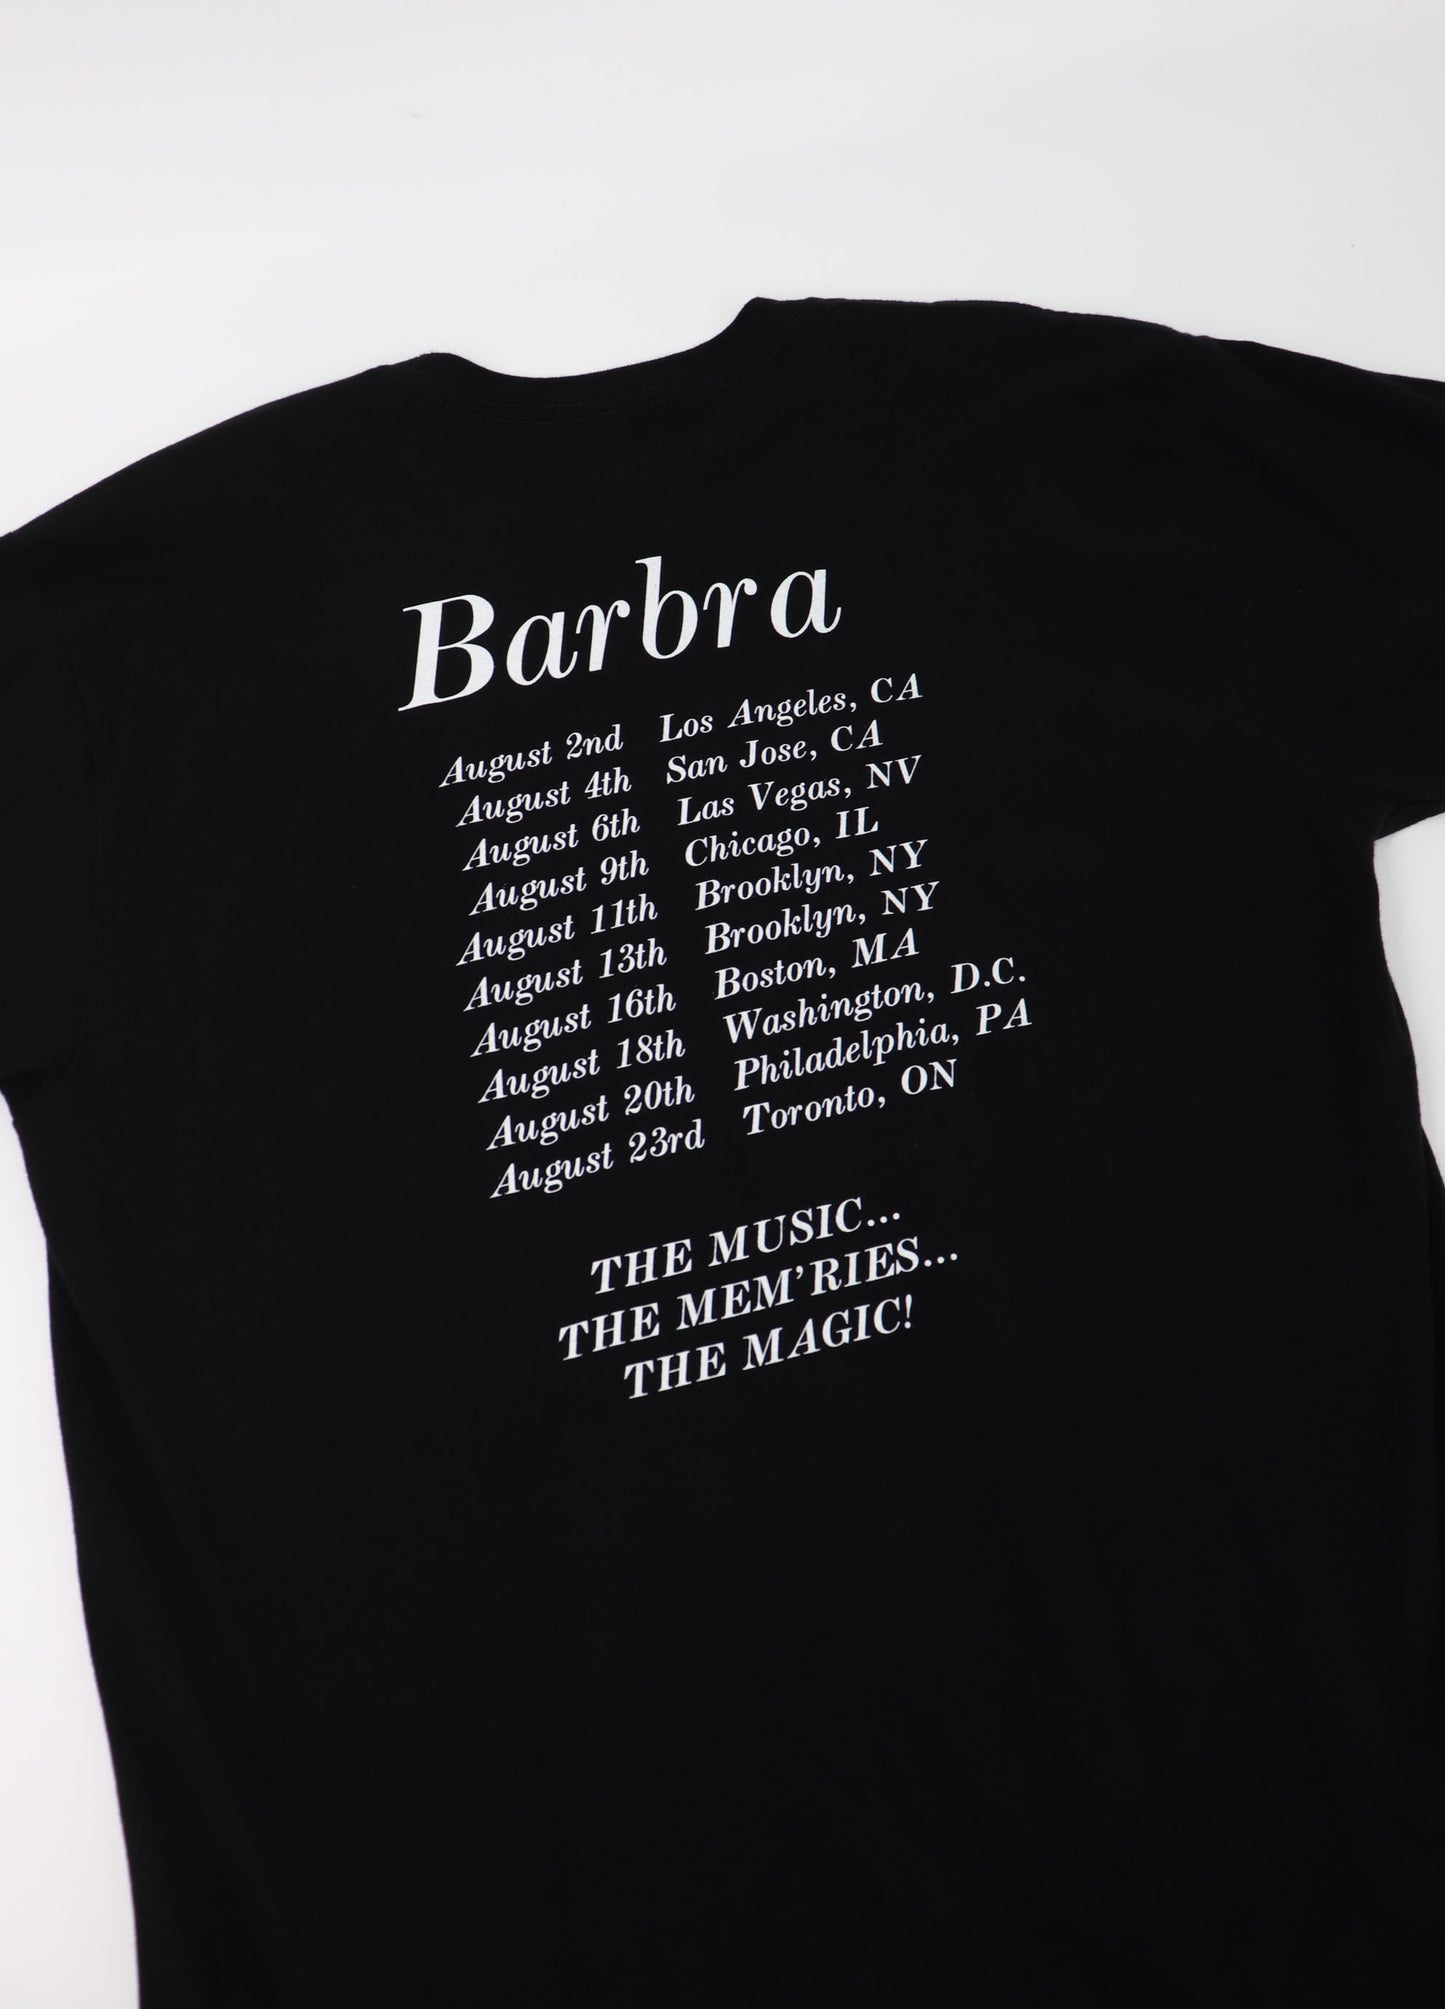 Barbra
August 2nd Los Angeles, CA
August 4th San Jose, CA
August 6th Las Vegas, NV
August 9th Chicago, IL
August 11th Brooklyn, NY
August 13th Brooklyn, NY
August 16th Boston, MA
August 18th Washington, D.C.
August 20th Philadelphia, PA
August 23rd Toronto, ON
THE MUSIC...
THE MEM'RIES...
THE MAGIC!